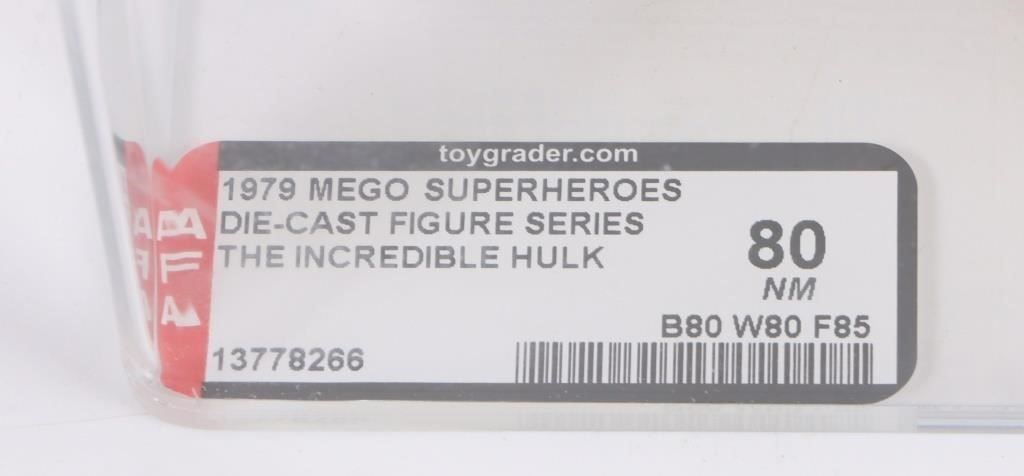 toygrader.com
1979 MEGO SUPERHEROES
DIE-CAST FIGURE SERIES
THE INCREDIBLE HULK
80
NM
B80 W80 F85
13778266
AFA